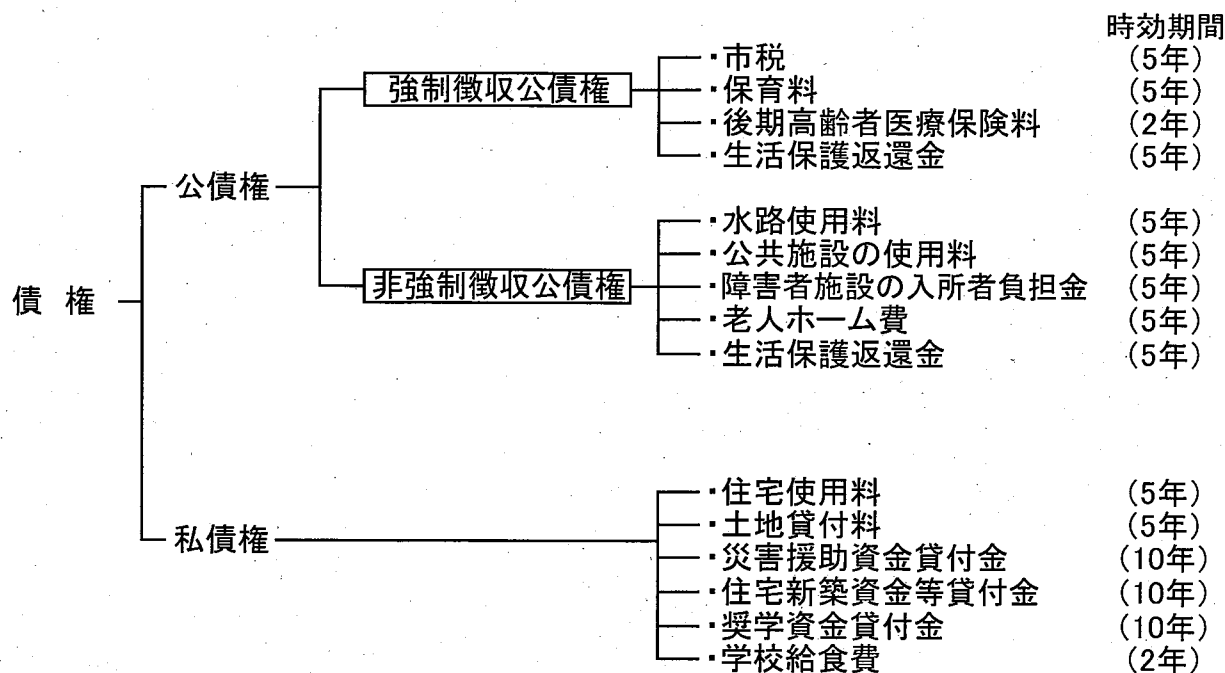 時効期間
・市税 (5年)
強制徴収公債権 ・保育料 (5年)
・後期高齢者医療保険料 (2年)
・生活保護返還金 (5年)
公債権
・水路使用料 (5年)
・公共施設の使用料 (5年)
非強制徴収公債権 ・障害者施設の入所者負担金 (5年)
債権
・老人ホーム費 (5年)
・生活保護返還金 (5年)
・住宅使用料 (5年)
・土地貸付料 (5年)
私債権
・災害援助資金貸付金 (10年)
・住宅新築資金等貸付金 (10年)
・奨学資金貸付金 (10年)
・学校給食費 (2年)